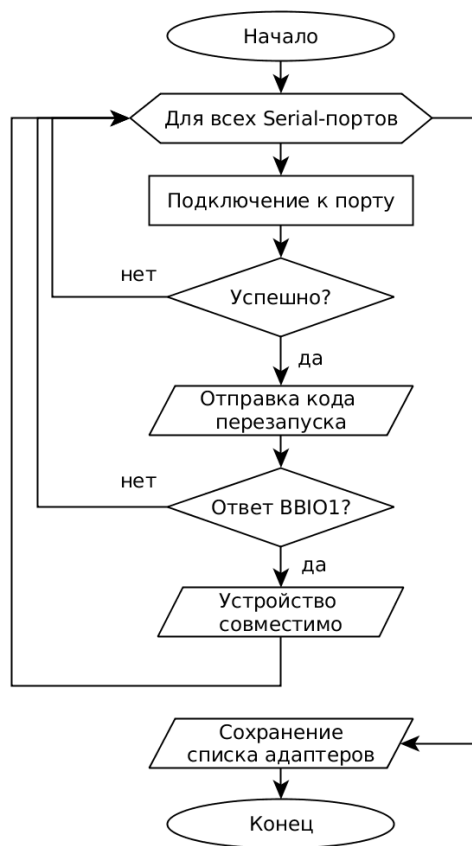 Начало
Для всех Serial-портов
Подключение к порту
нет
Успешно?
да
Отправка кода
перезапуска
нет
Ответ BBIO1?
да
Устройство
совместимо
Сохранение
списка адаптеров
Конец